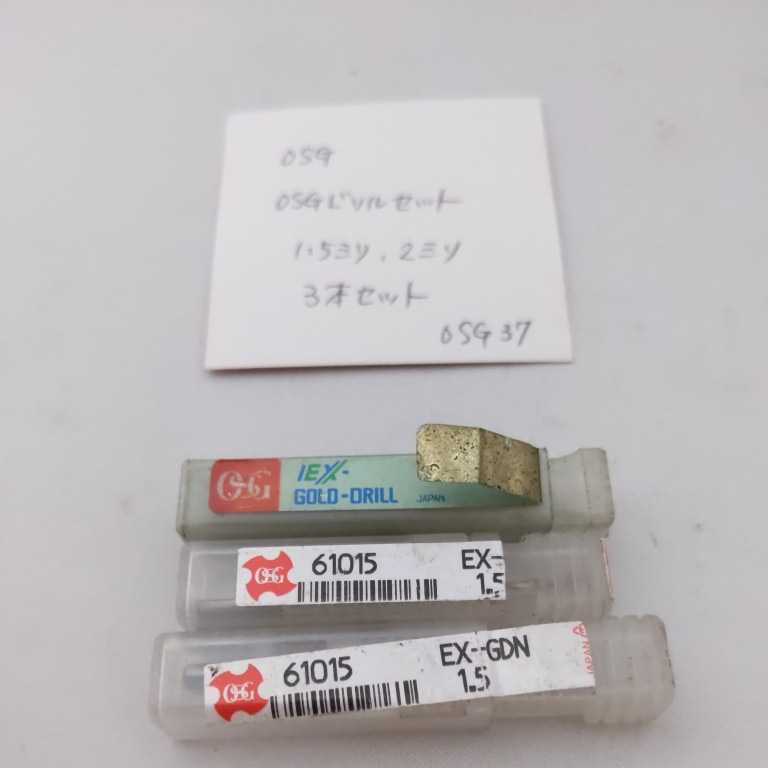 OSG
OSGドリルセット
1.5ミリ、2ミリ
3本セット
OSG 37
OSG
EX-
GOLD-DRILL JAPAN
OSG 61015 EX-
1.5
OSG 61015 EX-GDN
1.5
JAPAN